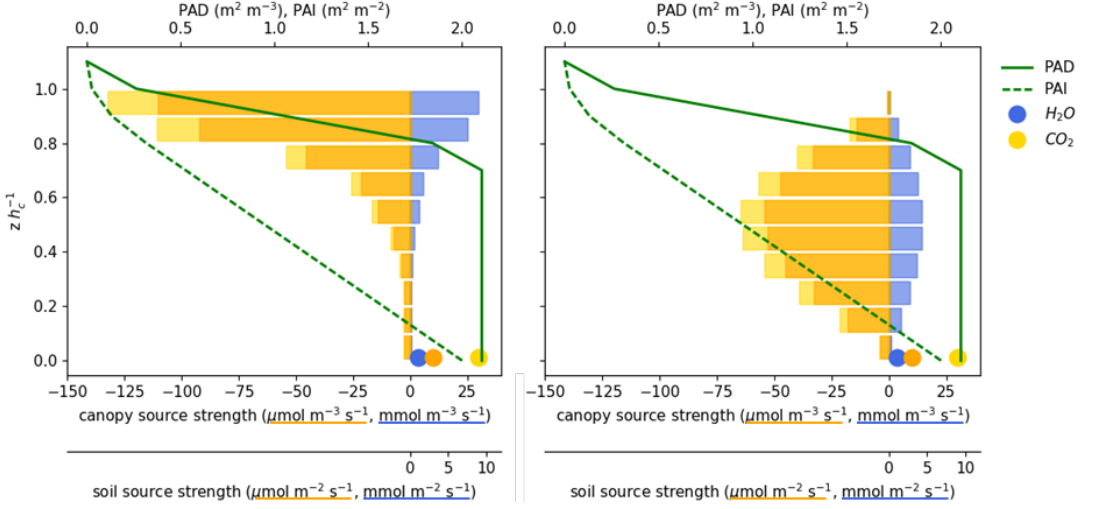 PAD (m² m⁻³), PAI (m² m⁻²) PAD (m² m⁻³), PAI (m² m⁻²)
0.0 0.5 1.0 1.5 2.0 0.0 0.5 1.0 1.5 2.0
PAD
PAI
H₂O
CO₂
1.0
0.8
0.6
0.4
0.2
0.0
z h_c⁻¹
−150 −125 −100 −75 −50 −25 0 25 −150 −125 −100 −75 −50 −25 0 25
canopy source strength (μmol m⁻³ s⁻¹, mmol m⁻³ s⁻¹) canopy source strength (μmol m⁻³ s⁻¹, mmol m⁻³ s⁻¹)
0 5 10 0 5 10
soil source strength (μmol m⁻² s⁻¹, mmol m⁻² s⁻¹) soil source strength (μmol m⁻² s⁻¹, mmol m⁻² s⁻¹)